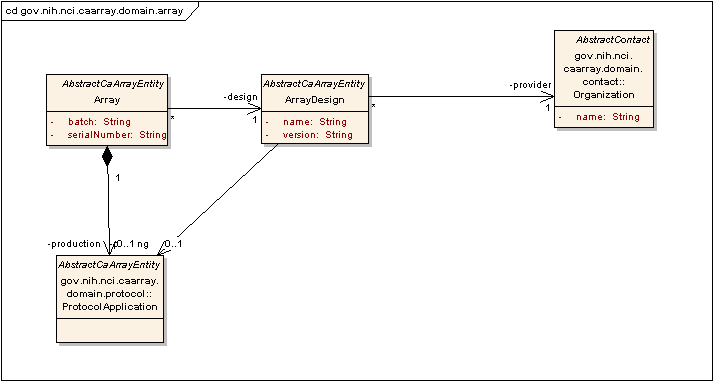 cd gov.nih.nci.caarray.domain.array
AbstractContact
gov.nih.nci.
caarray.domain.
contact::
Organization
- name: String
AbstractCaArrayEntity
Array
- batch: String
- serialNumber: String
AbstractCaArrayEntity
ArrayDesign
- name: String
- version: String
-design
1
*
-provider
1
*
1
-production
0..1
ng
0..1
AbstractCaArrayEntity
gov.nih.nci.caarray.
domain.protocol::
ProtocolApplication